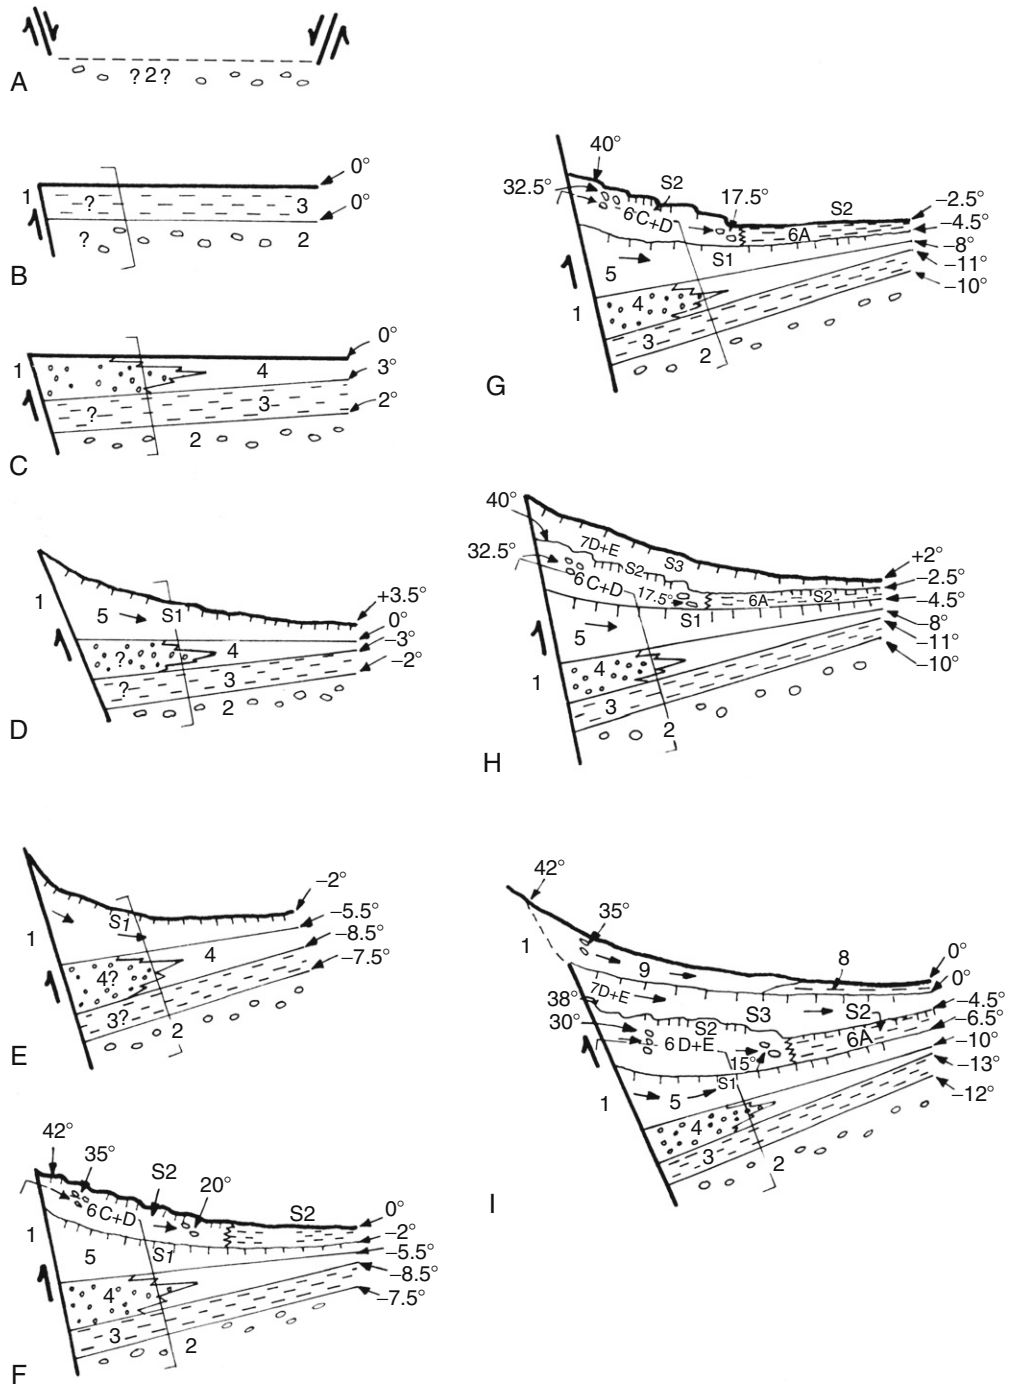 ? 2 ?
A
0°
1
?
3
0°
?
2
B
0°
1
4
3°
?
3
2°
2
C
1
5
S1
+3.5°
0°
?
4
−3°
?
3
−2°
2
D
−2°
S1
−5.5°
1
4
−8.5°
4?
−7.5°
3?
2
E
42°
35°
S2
20°
S2
0°
6C+D
−2°
1
5
S1
−5.5°
−8.5°
4
−7.5°
3
2
F
40°
32.5°
S2
17.5°
S2
−2.5°
6C+D
6A
−4.5°
S1
−8°
5
−11°
1
4
−10°
3
2
G
40°
7D+E
S3
+2°
32.5°
S2
−2.5°
6C+D
17.5°
6A
S2
−4.5°
S1
−8°
5
−11°
4
−10°
1
3
2
H
42°
35°
1
9
8
0°
0°
7D+E
38°
S3
S2
−4.5°
30°
S2
−6.5°
6D+E
6A
−10°
15°
S1
−13°
1
5
−12°
4
3
2
I